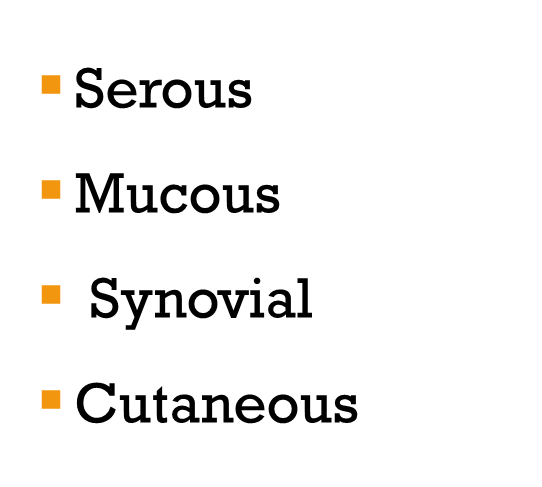 ▪ Serous
▪ Mucous
▪ Synovial
▪ Cutaneous